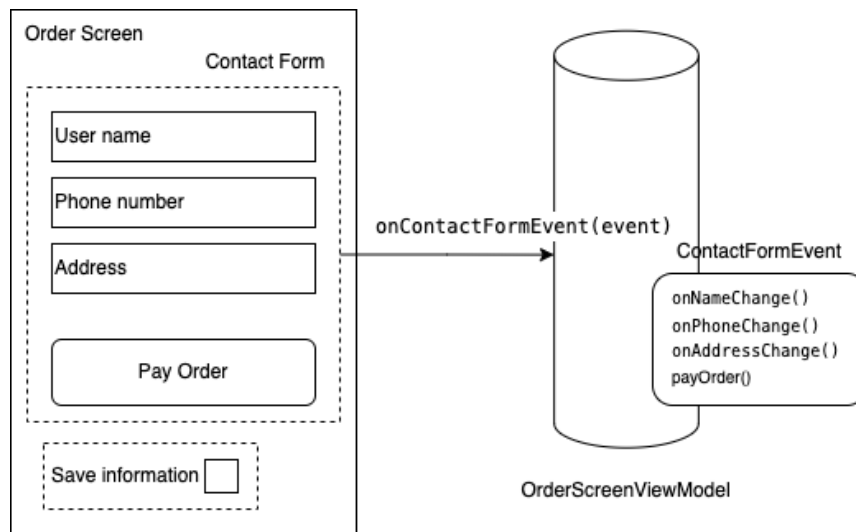 Order Screen
Contact Form
User name
Phone number
Address
Pay Order
Save information
onContactFormEvent(event)
ContactFormEvent
onNameChange()
onPhoneChange()
onAddressChange()
payOrder()
OrderScreenViewModel